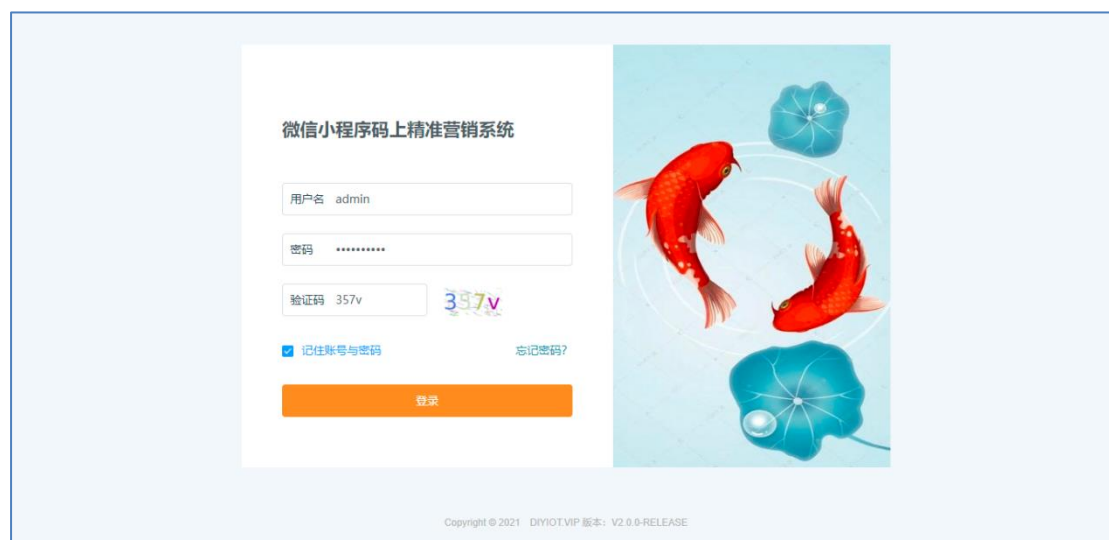 微信小程序码上精准营销系统
用户名 admin
密码 ••••••••••
验证码 357v 357v
记住账号与密码 忘记密码?
登录
Copyright © 2021 DIYIOT.VIP 版本：V2.0.0-RELEASE